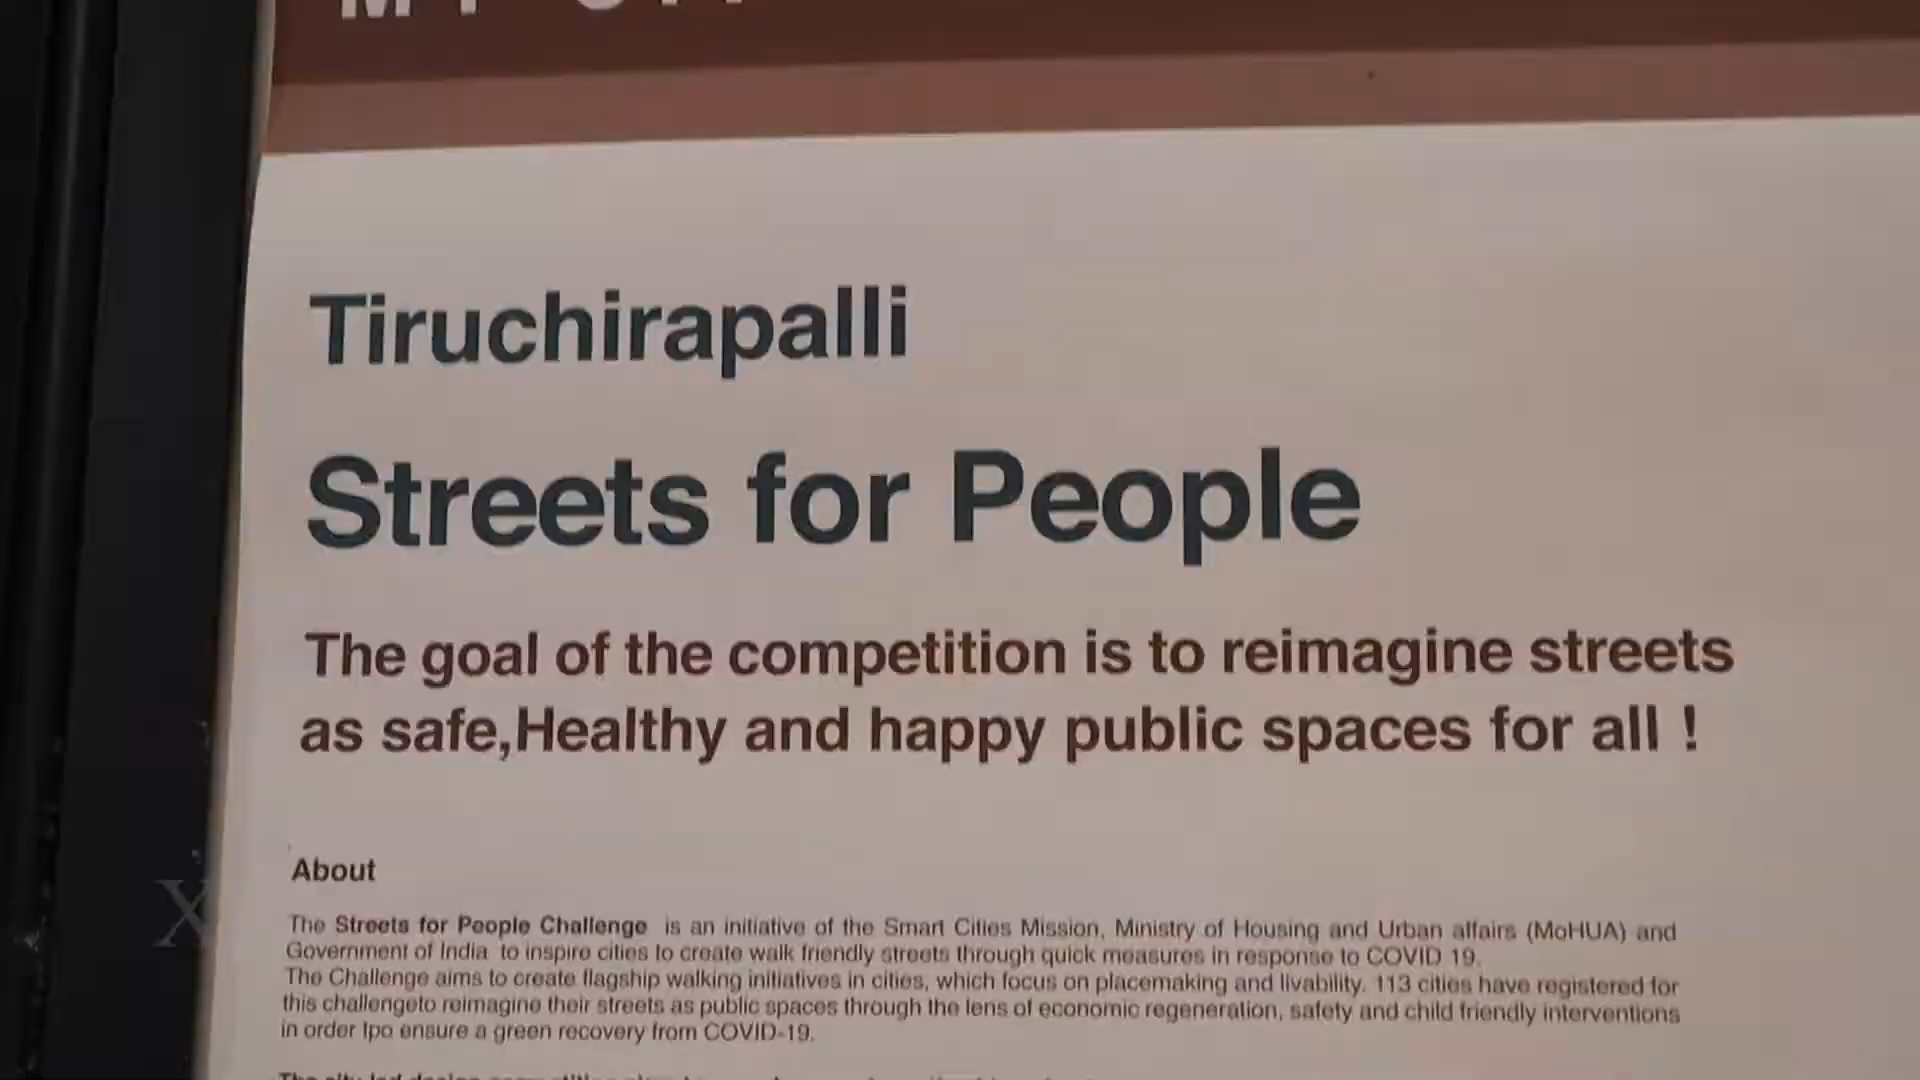 Tiruchirapalli
Streets for People
The goal of the competition is to reimagine streets
as safe,Healthy and happy public spaces for all !
About
The Streets for People Challenge is an initiative of the Smart Cities Mission, Ministry of Housing and Urban affairs (MoHUA) and
Government of India to inspire cities to create walk friendly streets through quick measures in response to COVID 19.
The Challenge aims to create flagship walking initiatives in cities, which focus on placemaking and livability. 113 cities have registered for
this challengeto reimagine their streets as public spaces through the lens of economic regeneration, safety and child friendly interventions
in order lpo ensure a green recovery from COVID-19.
X